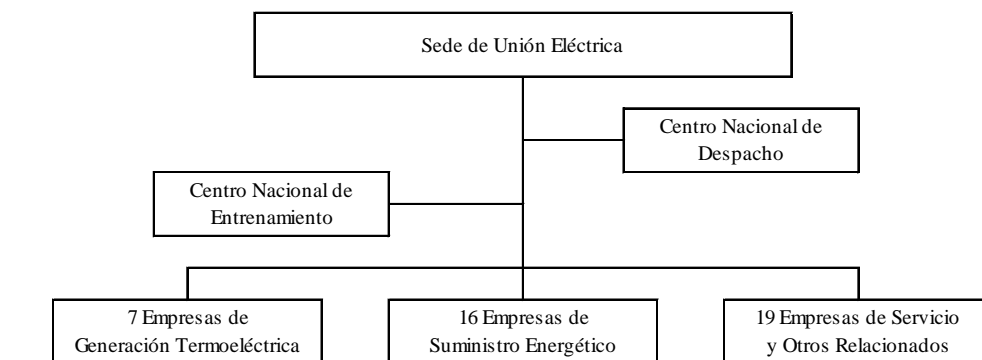 Sede de Unión Eléctrica
Centro Nacional de
Despacho
Centro Nacional de
Entrenamiento
7 Empresas de
Generación Termoeléctrica
16 Empresas de
Suministro Energético
19 Empresas de Servicio
y Otros Relacionados